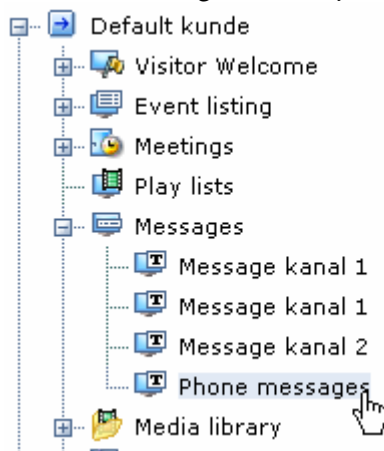 Default kunde
Visitor Welcome
Event listing
Meetings
Play lists
Messages
Message kanal 1
Message kanal 1
Message kanal 2
Phone messages
Media library